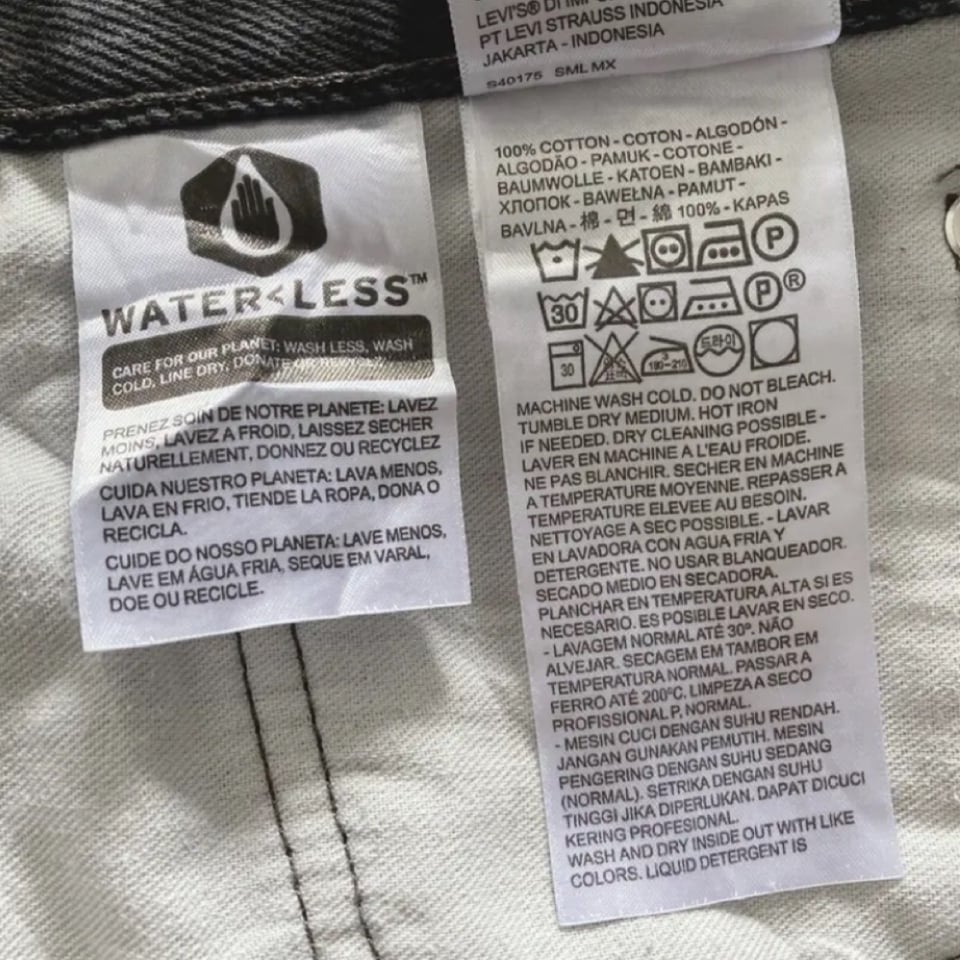 WATER<LESS™
CARE FOR OUR PLANET: WASH LESS, WASH
COLD, LINE DRY, DONATE OR RECYCLE.
PRENEZ SOIN DE NOTRE PLANETE: LAVEZ
MOINS, LAVEZ A FROID, LAISSEZ SECHER
NATURELLEMENT, DONNEZ OU RECYCLEZ
CUIDA NUESTRO PLANETA: LAVA MENOS,
LAVA EN FRIO, TIENDE LA ROPA, DONA O
RECICLA.
CUIDE DO NOSSO PLANETA: LAVE MENOS,
LAVE EM ÁGUA FRIA, SEQUE EM VARAL,
DOE OU RECICLE.
LEVI'S®
PT LEVI STRAUSS INDONESIA
JAKARTA - INDONESIA
S40175 SML MX
100% COTTON - COTON - ALGODÓN -
ALGODÃO - PAMUK - COTONE -
BAUMWOLLE - KATOEN - BAMBAKI -
ХЛОПОК - BAWEŁNA - PAMUT -
BAVLNA - 棉 - 면 - 綿 100% - KAPAS
P
30 P®
30 180-210 드라이
MACHINE WASH COLD. DO NOT BLEACH.
TUMBLE DRY MEDIUM. HOT IRON
IF NEEDED. DRY CLEANING POSSIBLE -
LAVER EN MACHINE A L'EAU FROIDE.
NE PAS BLANCHIR. SECHER EN MACHINE
A TEMPERATURE MOYENNE. REPASSER A
TEMPERATURE ELEVEE AU BESOIN.
NETTOYAGE A SEC POSSIBLE. - LAVAR
EN LAVADORA CON AGUA FRIA Y
DETERGENTE. NO USAR BLANQUEADOR.
SECADO MEDIO EN SECADORA.
PLANCHAR EN TEMPERATURA ALTA SI ES
NECESARIO. ES POSIBLE LAVAR EN SECO.
- LAVAGEM NORMAL ATÉ 30º. NÃO
ALVEJAR. SECAGEM EM TAMBOR EM
TEMPERATURA NORMAL. PASSAR A
FERRO ATÉ 200ºC. LIMPEZA A SECO
PROFISSIONAL P, NORMAL.
- MESIN CUCI DENGAN SUHU RENDAH.
JANGAN GUNAKAN PEMUTIH. MESIN
PENGERING DENGAN SUHU SEDANG
(NORMAL). SETRIKA DENGAN SUHU
TINGGI JIKA DIPERLUKAN. DAPAT DICUCI
KERING PROFESIONAL.
WASH AND DRY INSIDE OUT WITH LIKE
COLORS. LIQUID DETERGENT IS